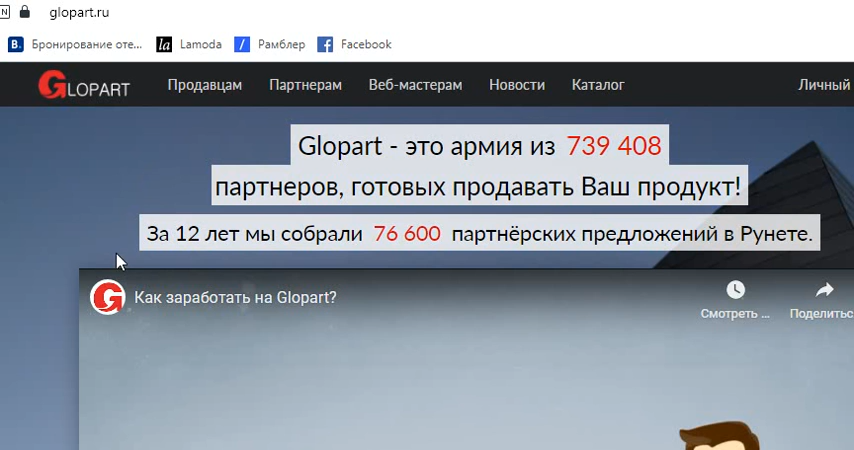 N glopart.ru
B. Бронирование оте... la Lamoda Рамблер f Facebook
GLOPART Продавцам Партнерам Веб-мастерам Новости Каталог Личный
Glopart - это армия из 739 408
партнеров, готовых продавать Ваш продукт!
За 12 лет мы собрали 76 600 партнёрских предложений в Рунете.
G Как заработать на Glopart?
Смотреть ... Поделитьс